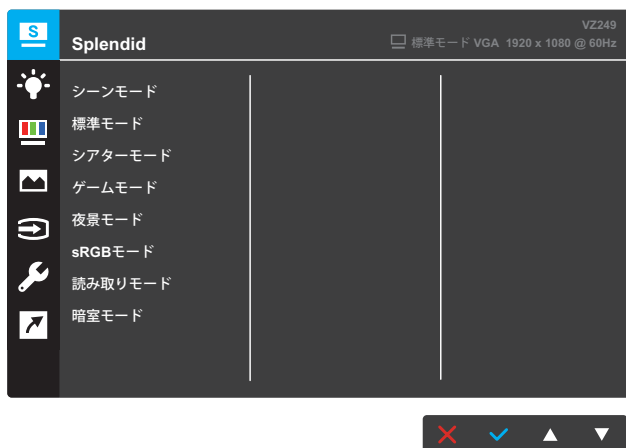 S
Splendid
VZ249
標準モード VGA 1920 x 1080 @ 60Hz
シーンモード
標準モード
シアターモード
ゲームモード
夜景モード
sRGBモード
読み取りモード
暗室モード